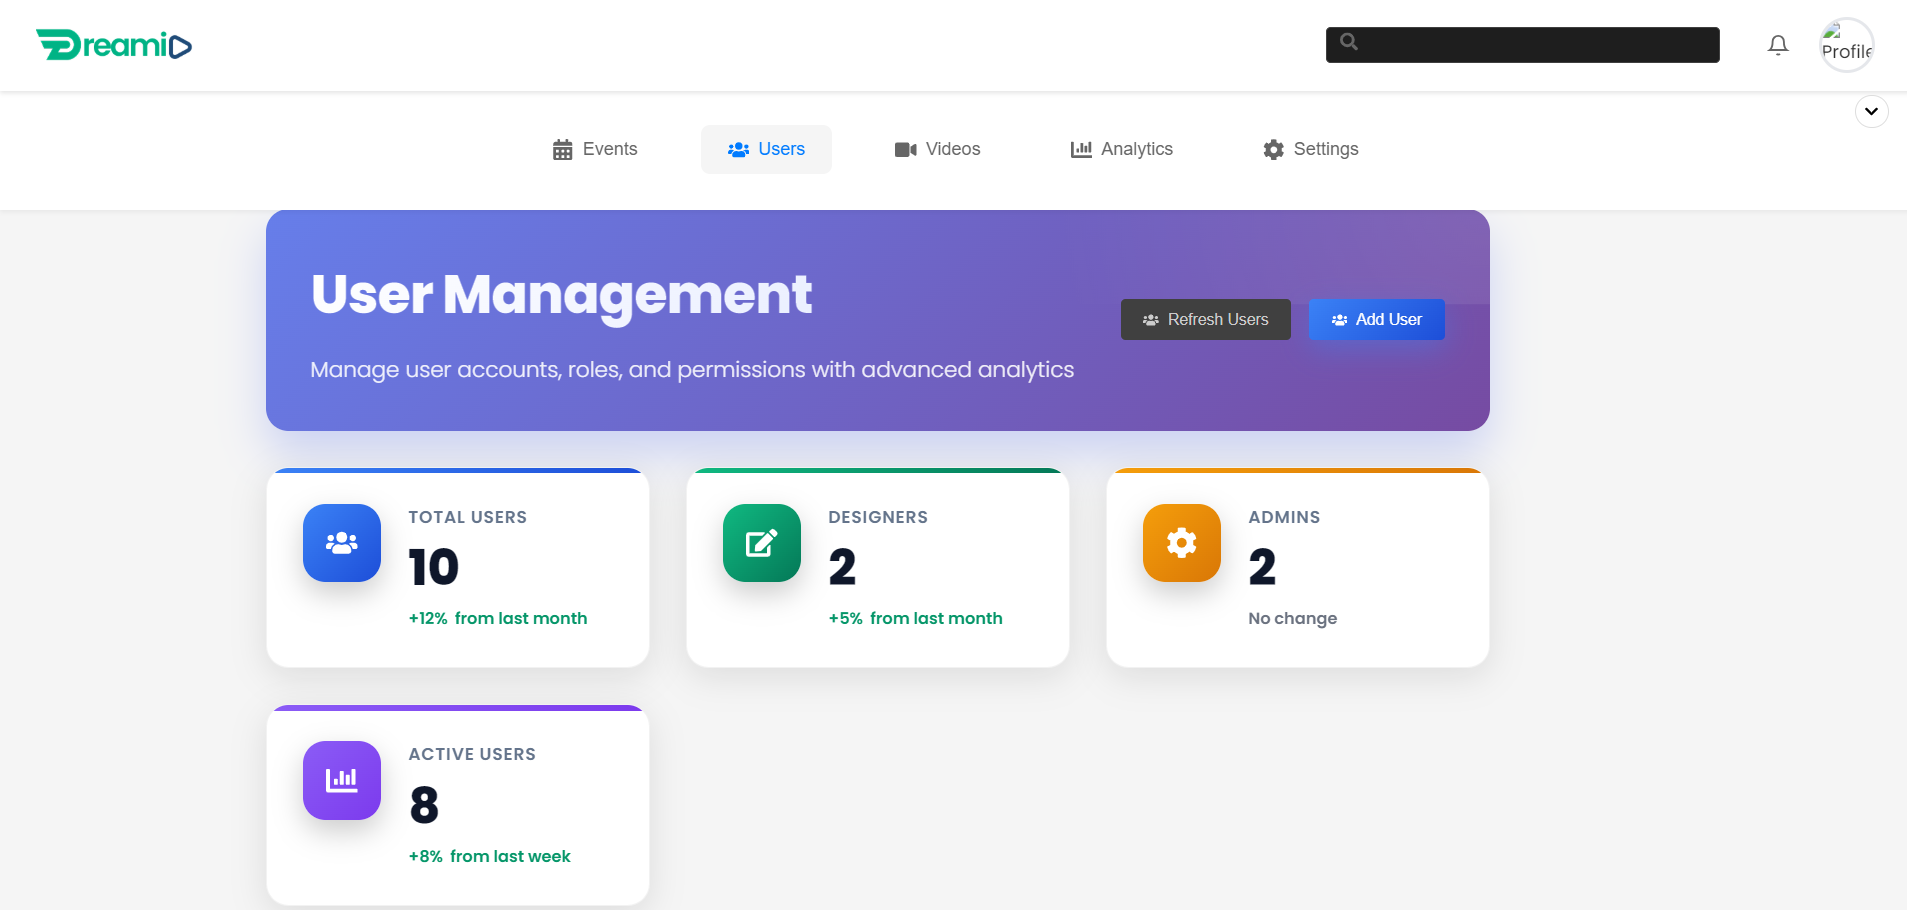 Dreami
Profile
Events
Users
Videos
Analytics
Settings
User Management
Manage user accounts, roles, and permissions with advanced analytics
Refresh Users
Add User
TOTAL USERS
10
+12% from last month
DESIGNERS
2
+5% from last month
ADMINS
2
No change
ACTIVE USERS
8
+8% from last week